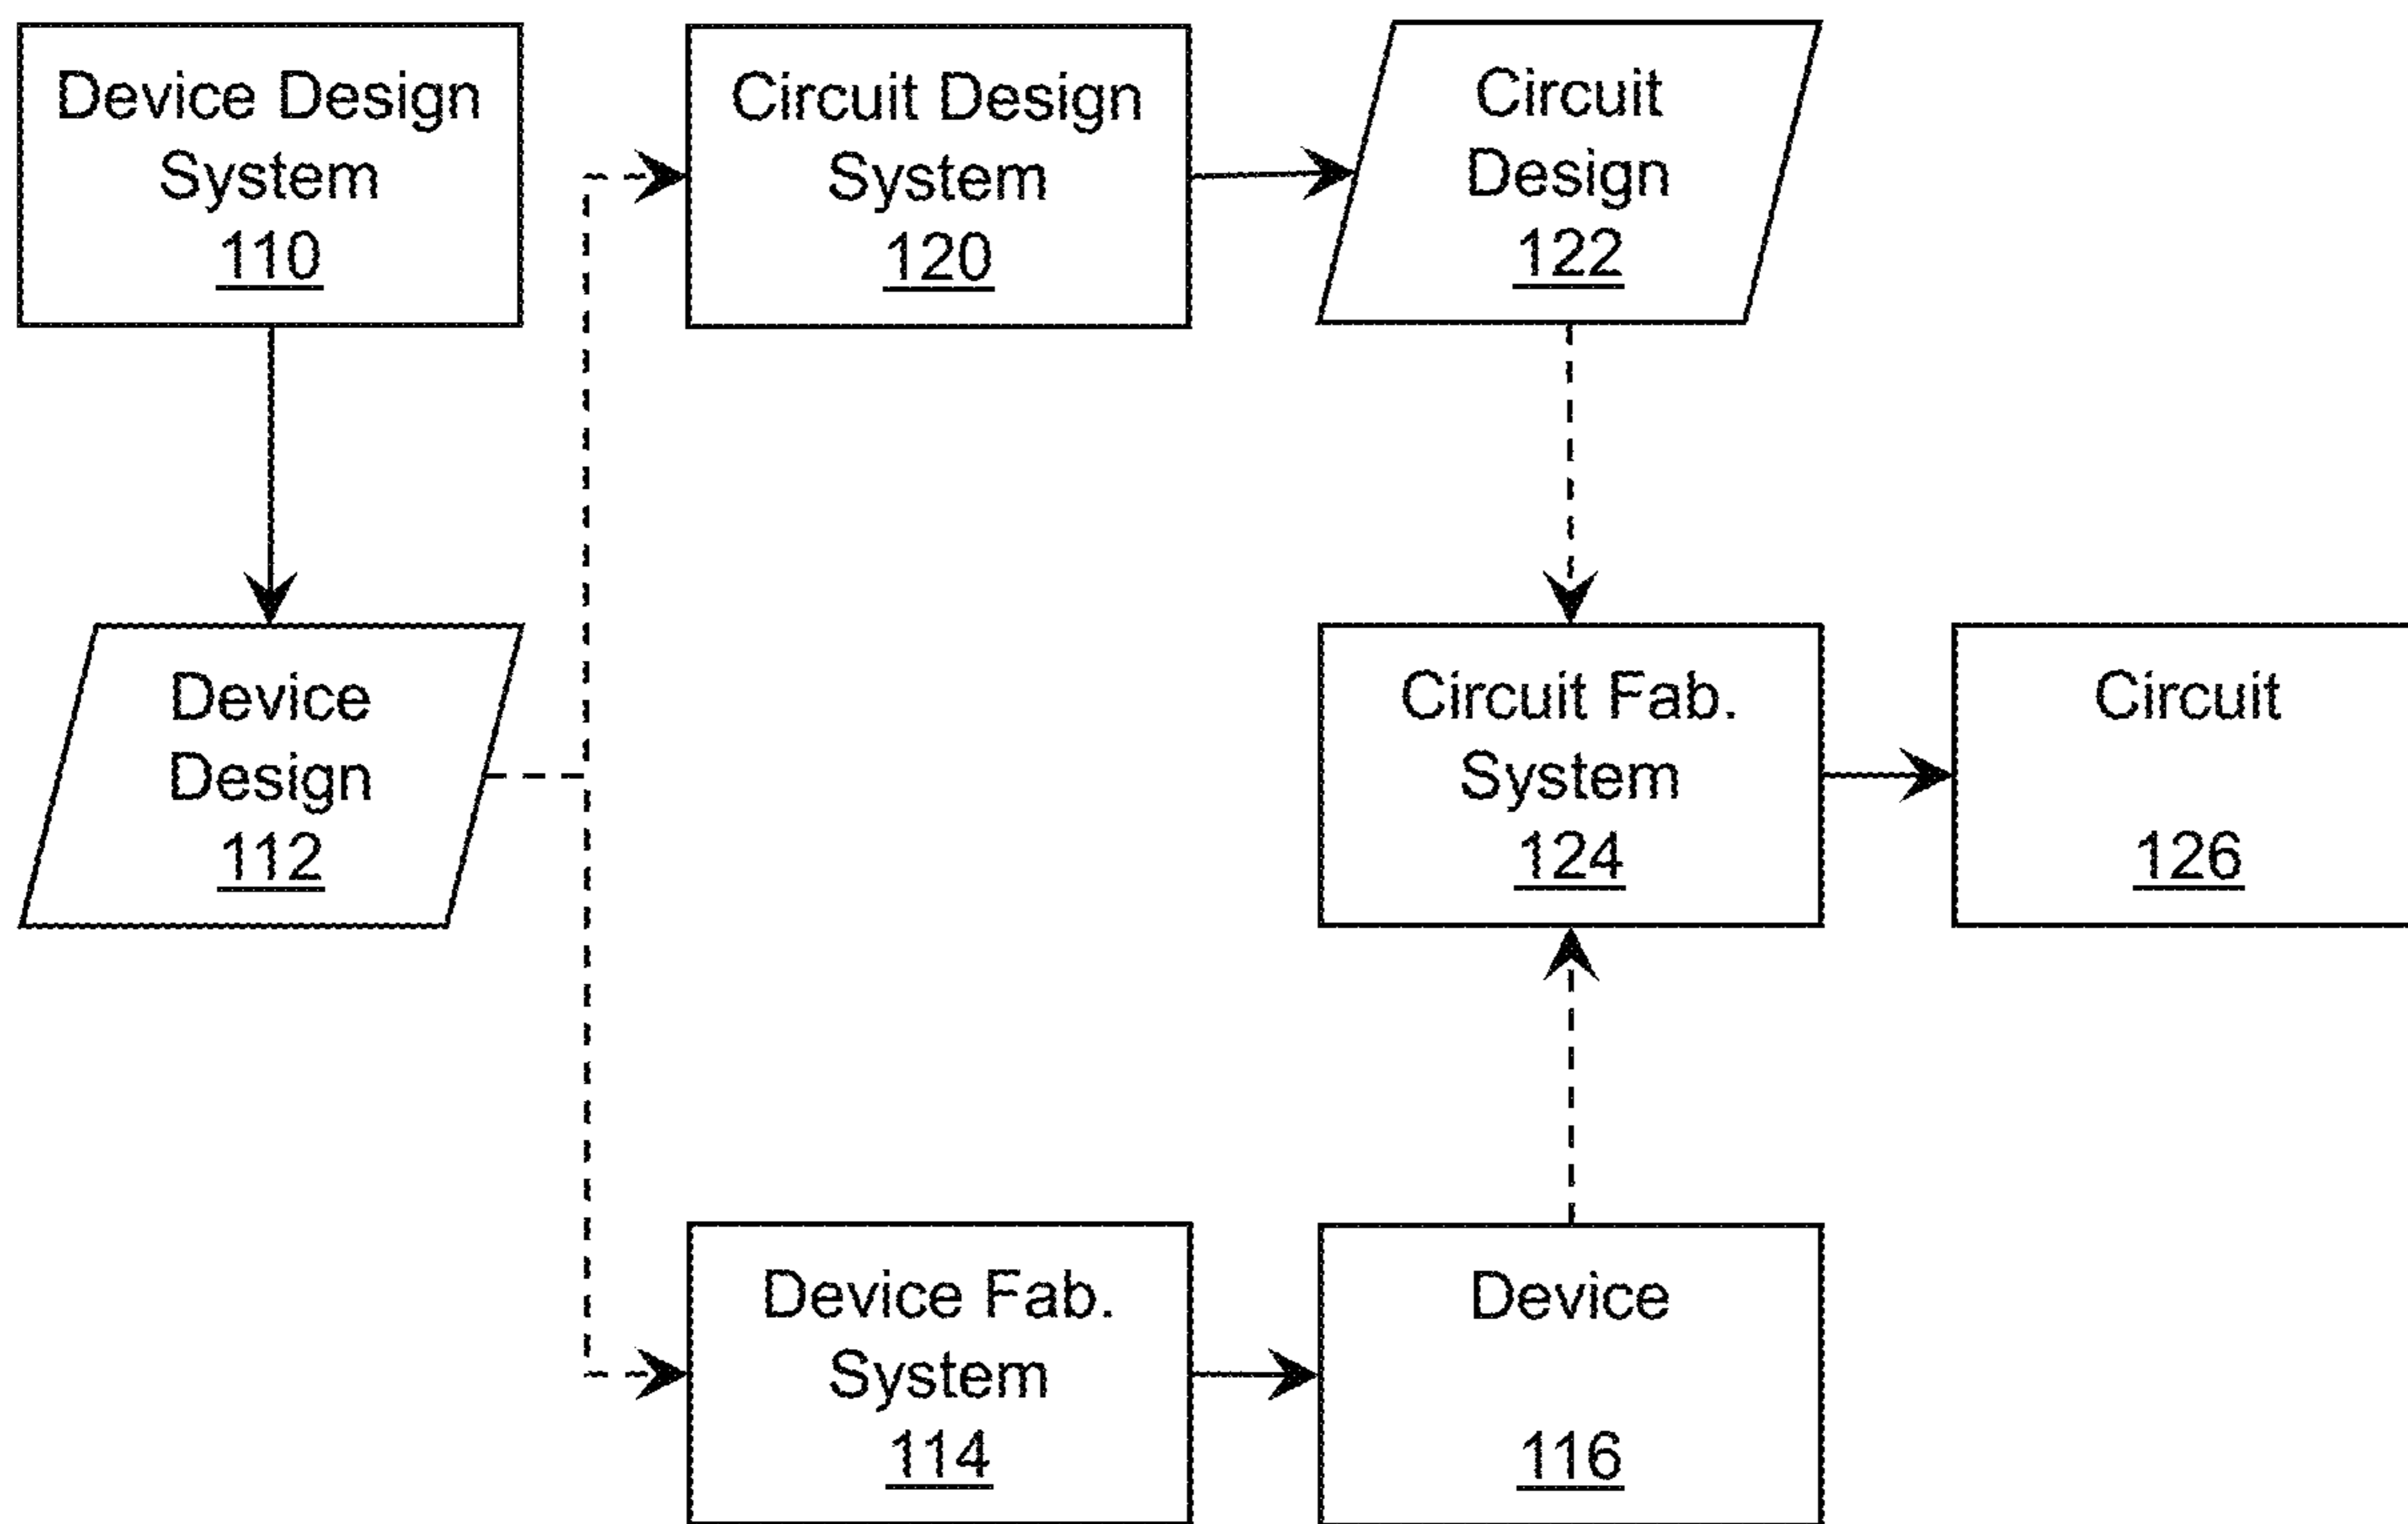 Device Design
System
110
Circuit Design
System
120
Circuit
Design
122
Device
Design
112
Circuit Fab.
System
124
Circuit
126
Device Fab.
System
114
Device
116